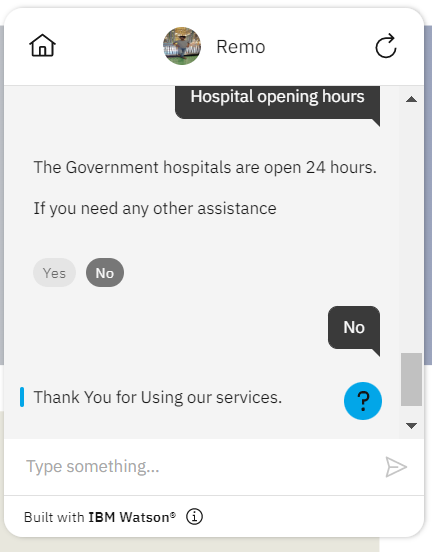 Remo
Hospital opening hours
The Government hospitals are open 24 hours.
If you need any other assistance
Yes No
No
Thank You for Using our services.
?
Type something...
Built with IBM Watson®